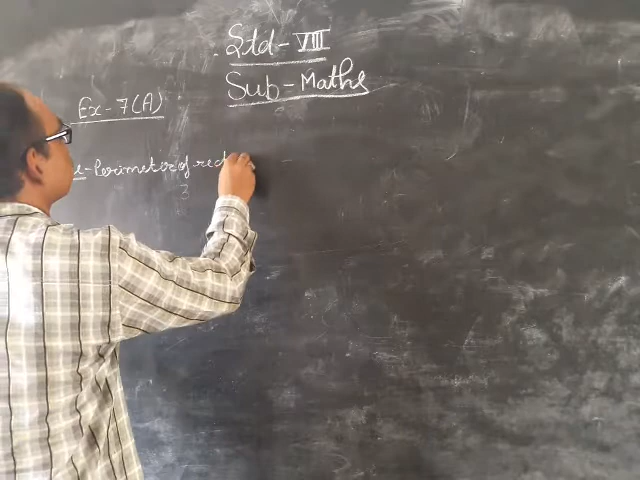 Std - VIII
Sub - Maths
Ex - 7(A)
- Perimeter of rect